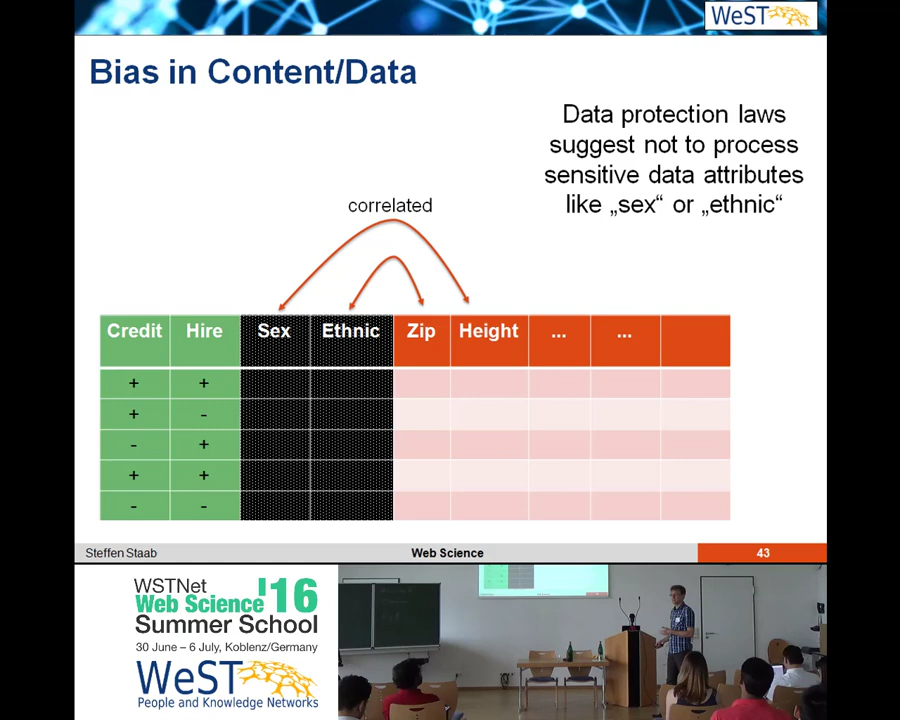 WeST
Bias in Content/Data
Data protection laws
suggest not to process
sensitive data attributes
like „sex“ or „ethnic“
correlated
Credit Hire Sex Ethnic Zip Height ... ...
+ +
+ -
- +
+ +
- -
Steffen Staab Web Science 43
WSTNet
Web Science '16
Summer School
30 June – 6 July, Koblenz/Germany
WeST
People and Knowledge Networks